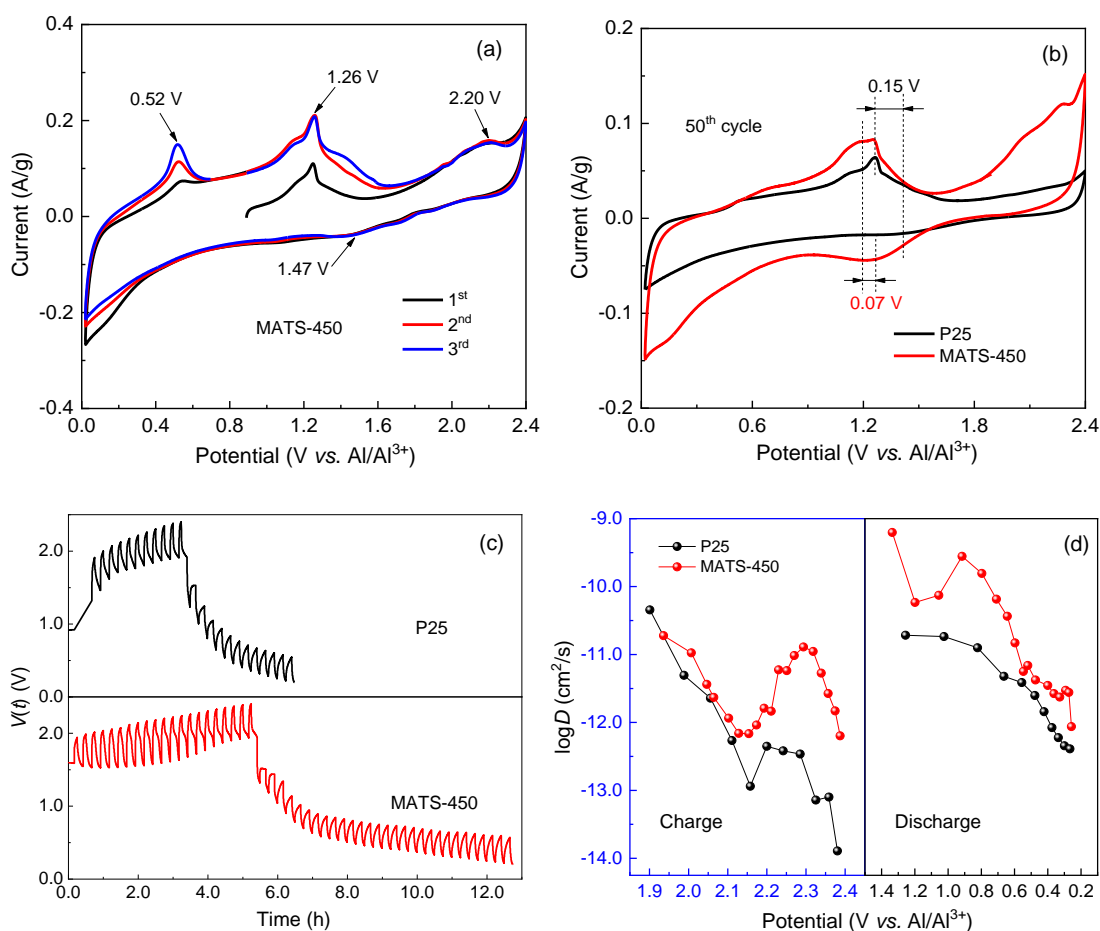 (a)
0.4
0.2
0.0
-0.2
-0.4
Current (A/g)
0.52 V
1.26 V
2.20 V
1.47 V
MATS-450
1st
2nd
3rd
0.0 0.4 0.8 1.2 1.6 2.0 2.4
Potential (V vs. Al/Al3+)
(b)
0.2
0.1
0.0
-0.1
-0.2
Current (A/g)
50th cycle
0.15 V
0.07 V
P25
MATS-450
0.0 0.6 1.2 1.8 2.4
Potential (V vs. Al/Al3+)
(c)
2.0
1.0
0.0
P25
V(t) (V)
2.0
1.0
0.0
MATS-450
0.0 2.0 4.0 6.0 8.0 10.0 12.0
Time (h)
(d)
-9.0
-10.0
-11.0
-12.0
-13.0
-14.0
logD (cm2/s)
P25
MATS-450
Charge
Discharge
1.9 2.0 2.1 2.2 2.3 2.4
1.4 1.2 1.0 0.8 0.6 0.4 0.2
Potential (V vs. Al/Al3+)